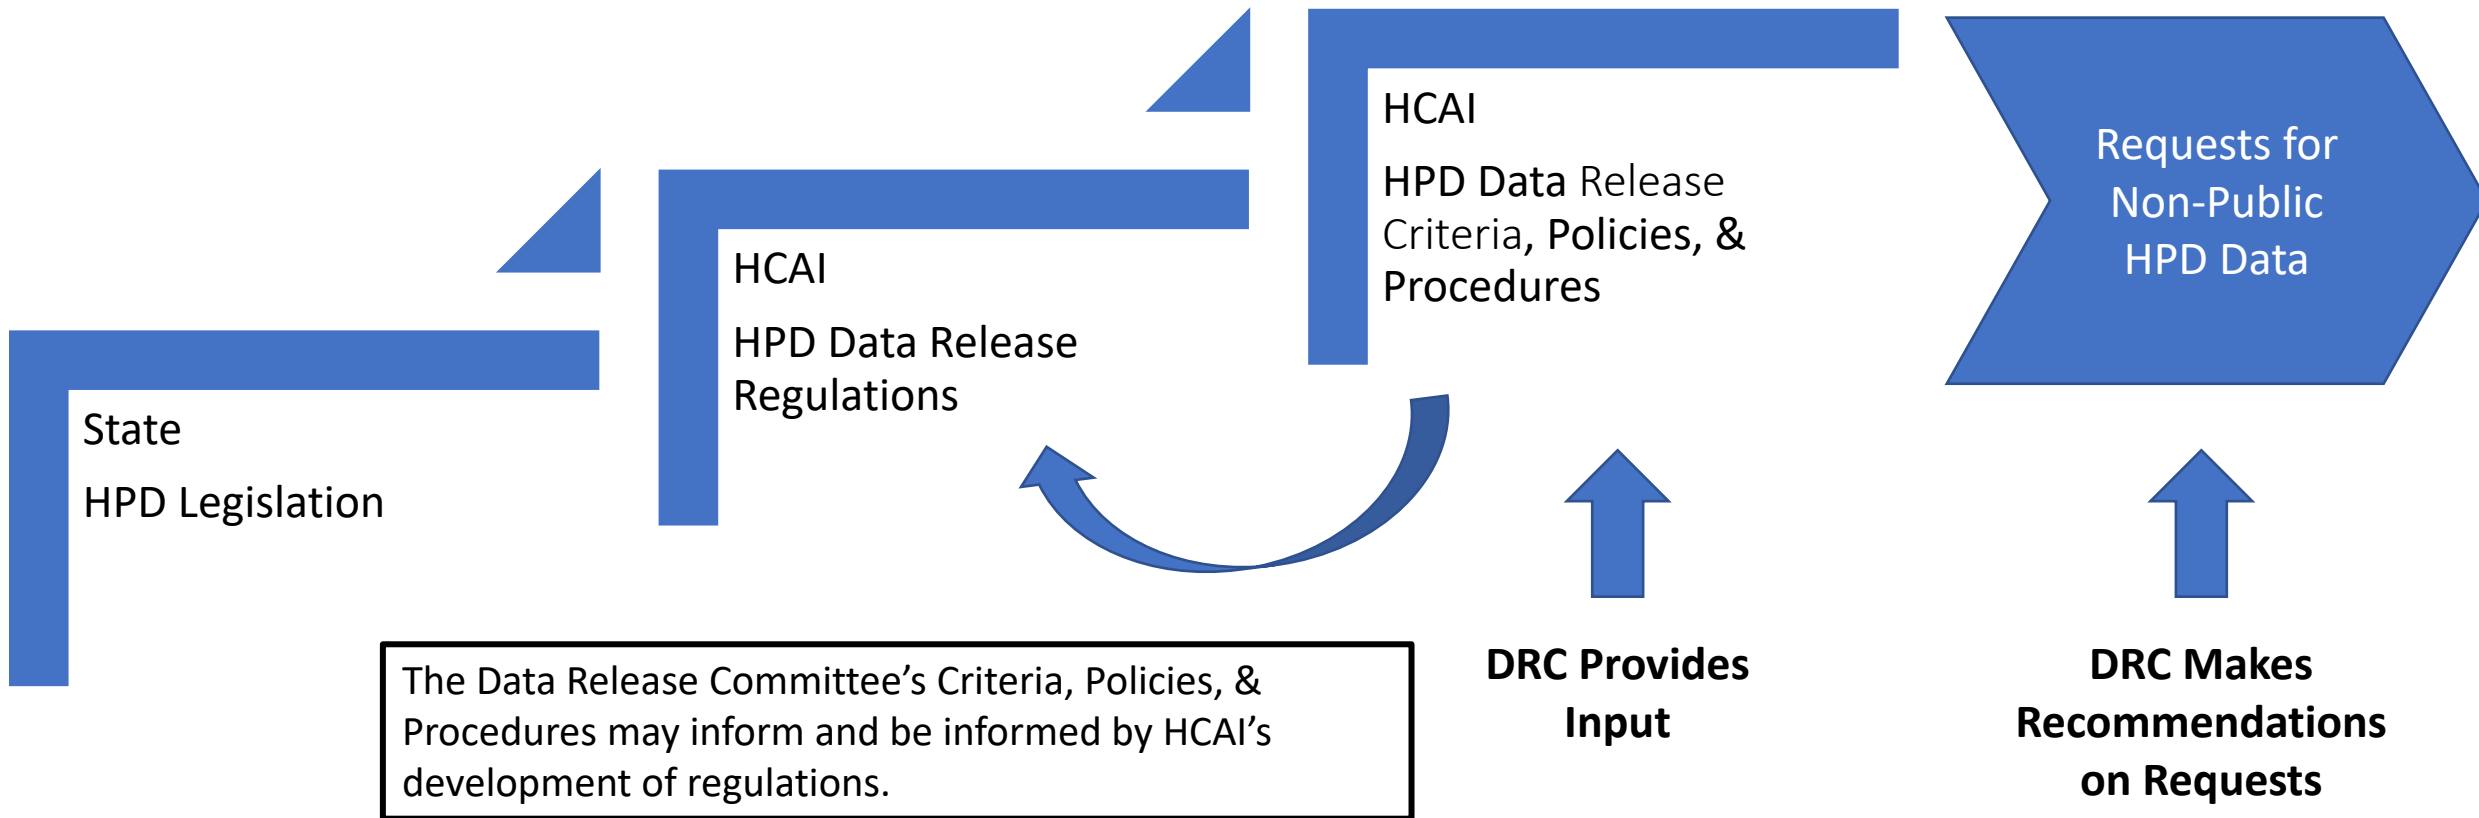 State
HPD Legislation
HCAI
HPD Data Release
Regulations
HCAI
HPD Data Release
Criteria, Policies, &
Procedures
Requests for
Non-Public
HPD Data
The Data Release Committee’s Criteria, Policies, &
Procedures may inform and be informed by HCAI’s
development of regulations.
DRC Provides
Input
DRC Makes
Recommendations
on Requests